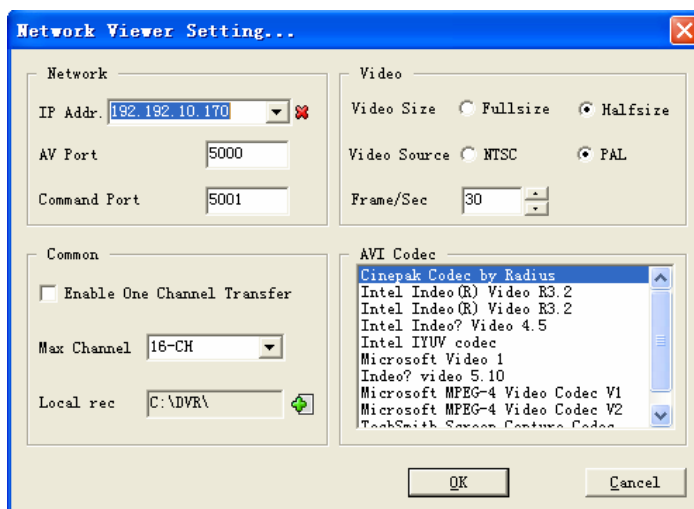 Network Viewer Setting...
Network
IP Addr. 192.192.10.170
AV Port 5000
Command Port 5001
Video
Video Size Fullsize Halfsize
Video Source NTSC PAL
Frame/Sec 30
Common
Enable One Channel Transfer
Max Channel 16-CH
Local rec C:\DVR\
AVI Codec
Cinepak Codec by Radius
Intel Indeo(R) Video R3.2
Intel Indeo(R) Video R3.2
Intel Indeo? Video 4.5
Intel IYUV codec
Microsoft Video 1
Indeo? video 5.10
Microsoft MPEG-4 Video Codec V1
Microsoft MPEG-4 Video Codec V2
TechSmith Screen Capture Codec
OK Cancel